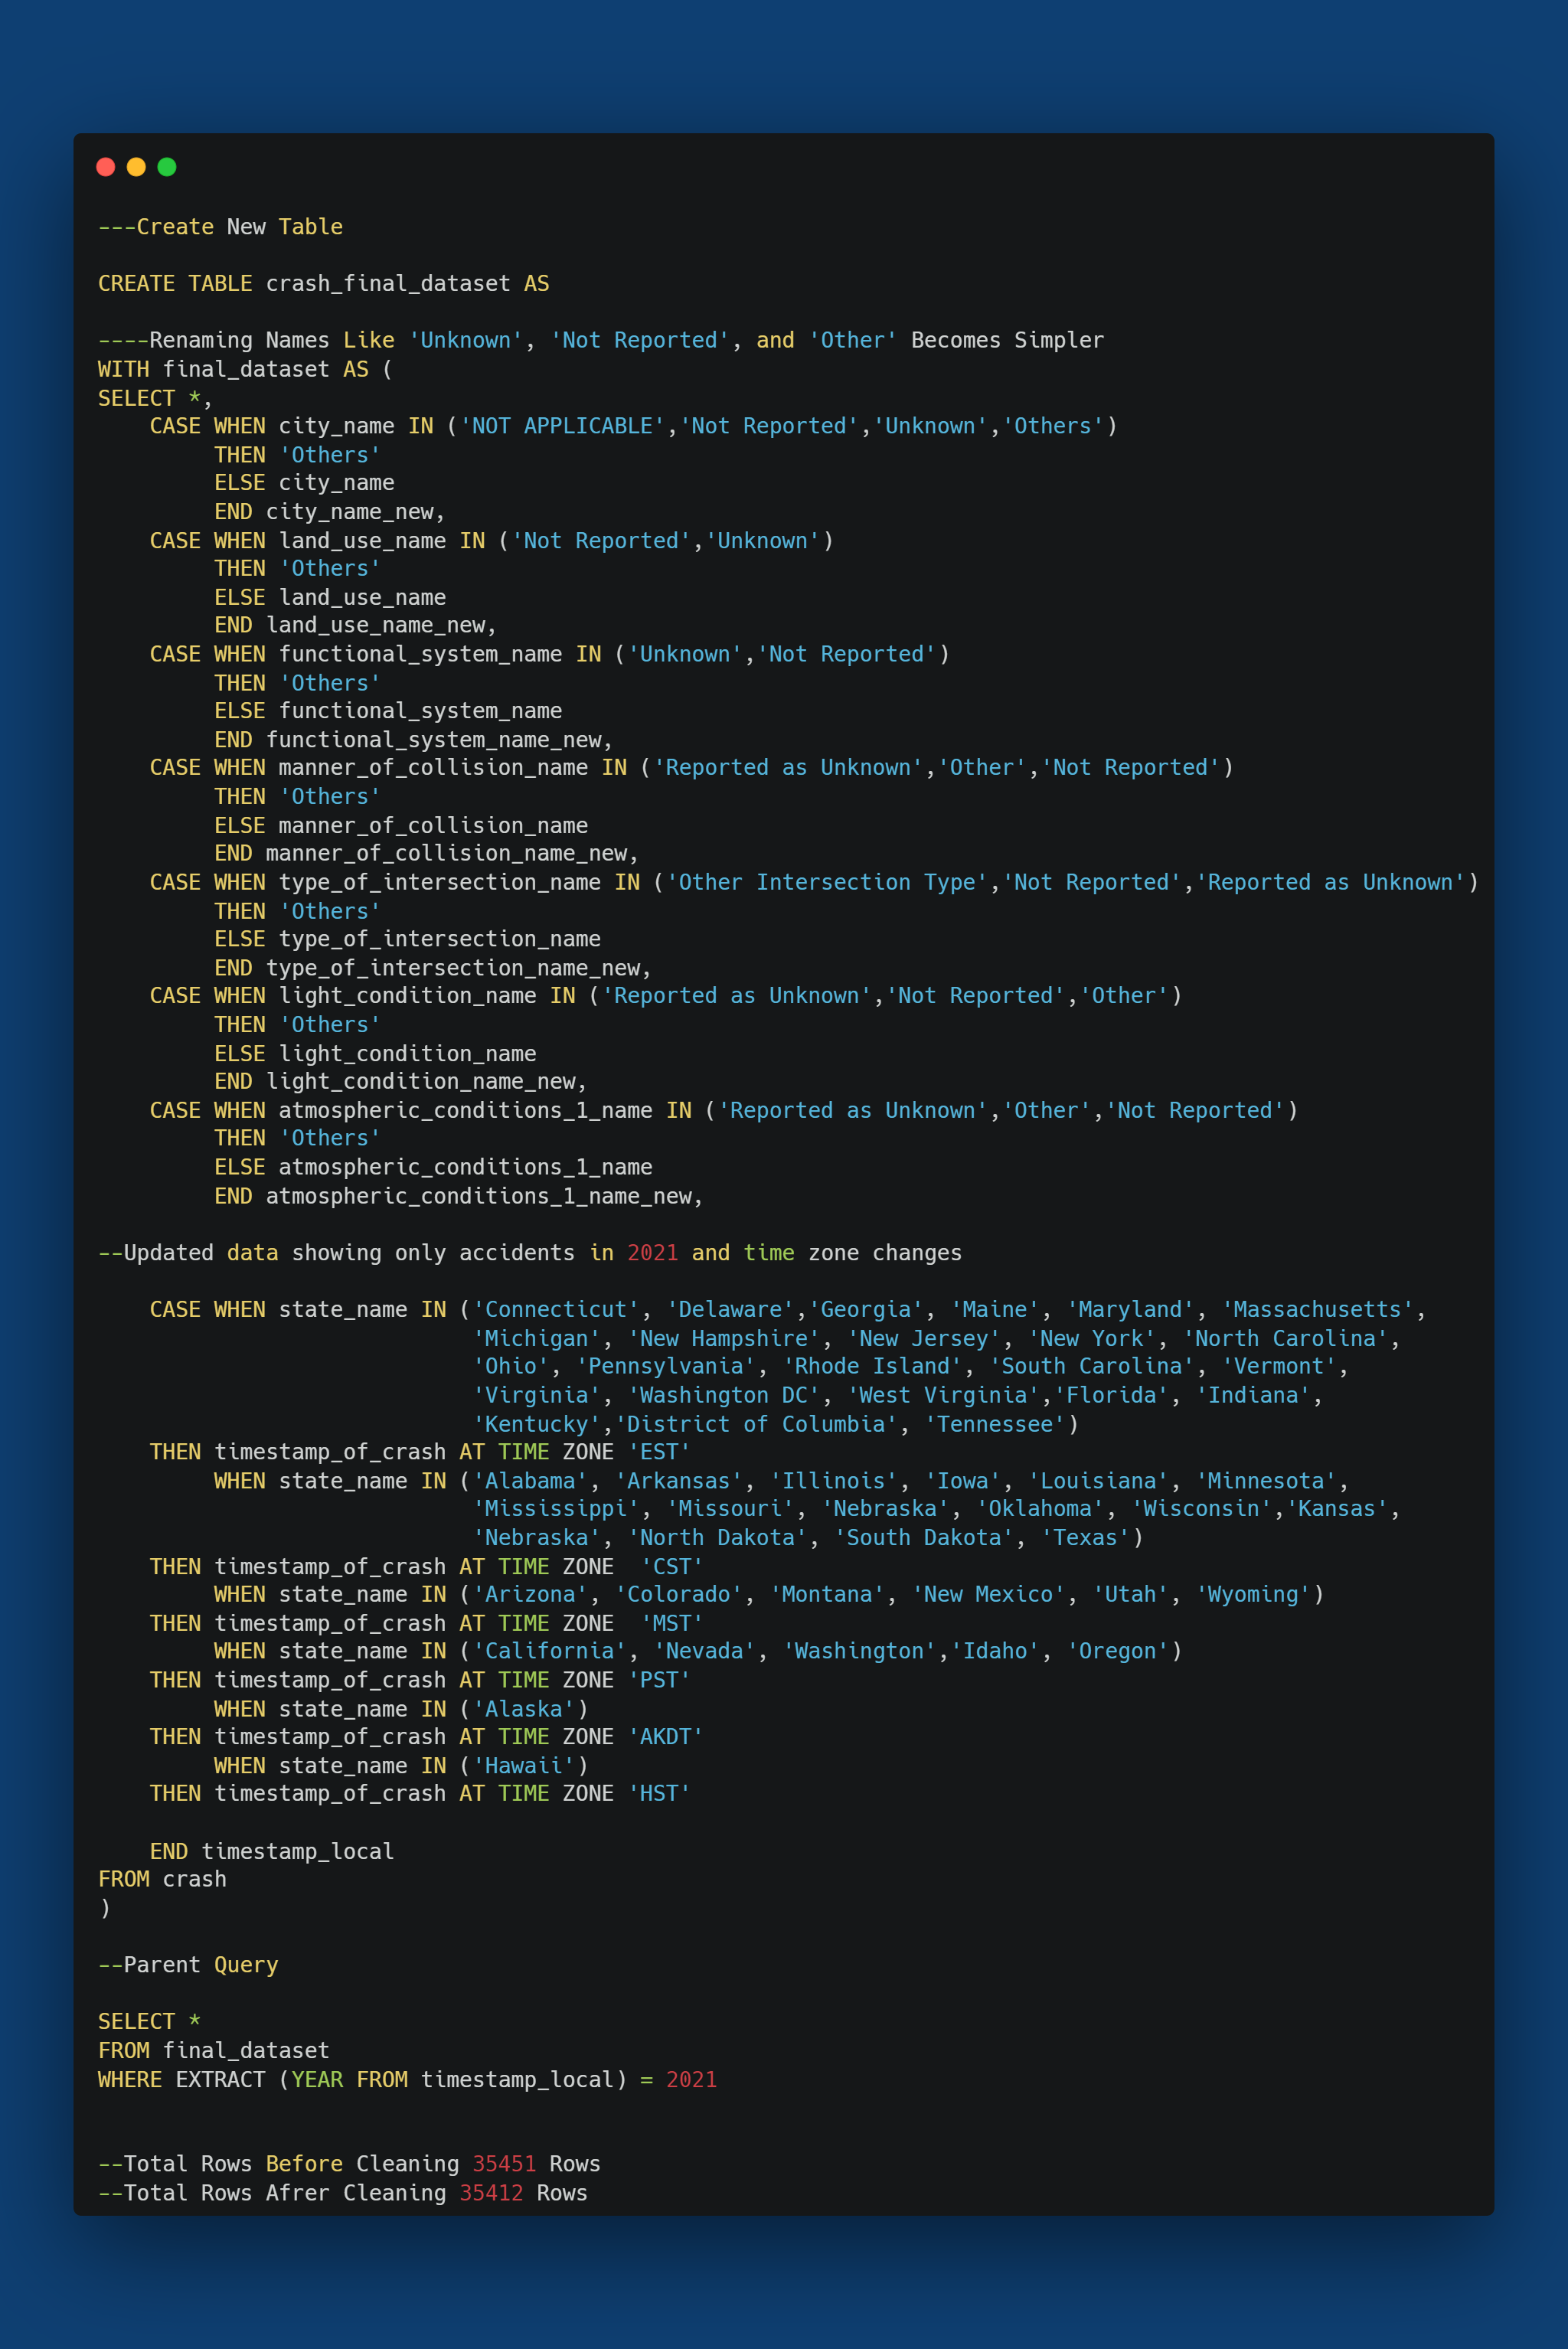 ---Create New Table
CREATE TABLE crash_final_dataset AS
----Renaming Names Like 'Unknown', 'Not Reported', and 'Other' Becomes Simpler
WITH final_dataset AS (
SELECT *,
    CASE WHEN city_name IN ('NOT APPLICABLE','Not Reported','Unknown','Others')
         THEN 'Others'
         ELSE city_name
         END city_name_new,
    CASE WHEN land_use_name IN ('Not Reported','Unknown')
         THEN 'Others'
         ELSE land_use_name
         END land_use_name_new,
    CASE WHEN functional_system_name IN ('Unknown','Not Reported')
         THEN 'Others'
         ELSE functional_system_name
         END functional_system_name_new,
    CASE WHEN manner_of_collision_name IN ('Reported as Unknown','Other','Not Reported')
         THEN 'Others'
         ELSE manner_of_collision_name
         END manner_of_collision_name_new,
    CASE WHEN type_of_intersection_name IN ('Other Intersection Type','Not Reported','Reported as Unknown')
         THEN 'Others'
         ELSE type_of_intersection_name
         END type_of_intersection_name_new,
    CASE WHEN light_condition_name IN ('Reported as Unknown','Not Reported','Other')
         THEN 'Others'
         ELSE light_condition_name
         END light_condition_name_new,
    CASE WHEN atmospheric_conditions_1_name IN ('Reported as Unknown','Other','Not Reported')
         THEN 'Others'
         ELSE atmospheric_conditions_1_name
         END atmospheric_conditions_1_name_new,
--Updated data showing only accidents in 2021 and time zone changes
    CASE WHEN state_name IN ('Connecticut', 'Delaware','Georgia', 'Maine', 'Maryland', 'Massachusetts',
                             'Michigan', 'New Hampshire', 'New Jersey', 'New York', 'North Carolina',
                             'Ohio', 'Pennsylvania', 'Rhode Island', 'South Carolina', 'Vermont',
                             'Virginia', 'Washington DC', 'West Virginia','Florida', 'Indiana',
                             'Kentucky','District of Columbia', 'Tennessee')
    THEN timestamp_of_crash AT TIME ZONE 'EST'
         WHEN state_name IN ('Alabama', 'Arkansas', 'Illinois', 'Iowa', 'Louisiana', 'Minnesota',
                             'Mississippi', 'Missouri', 'Nebraska', 'Oklahoma', 'Wisconsin','Kansas',
                             'Nebraska', 'North Dakota', 'South Dakota', 'Texas')
    THEN timestamp_of_crash AT TIME ZONE  'CST'
         WHEN state_name IN ('Arizona', 'Colorado', 'Montana', 'New Mexico', 'Utah', 'Wyoming')
    THEN timestamp_of_crash AT TIME ZONE  'MST'
         WHEN state_name IN ('California', 'Nevada', 'Washington','Idaho', 'Oregon')
    THEN timestamp_of_crash AT TIME ZONE 'PST'
         WHEN state_name IN ('Alaska')
    THEN timestamp_of_crash AT TIME ZONE 'AKDT'
         WHEN state_name IN ('Hawaii')
    THEN timestamp_of_crash AT TIME ZONE 'HST'
    END timestamp_local
FROM crash
)
--Parent Query
SELECT *
FROM final_dataset
WHERE EXTRACT (YEAR FROM timestamp_local) = 2021
--Total Rows Before Cleaning 35451 Rows
--Total Rows Afrer Cleaning 35412 Rows